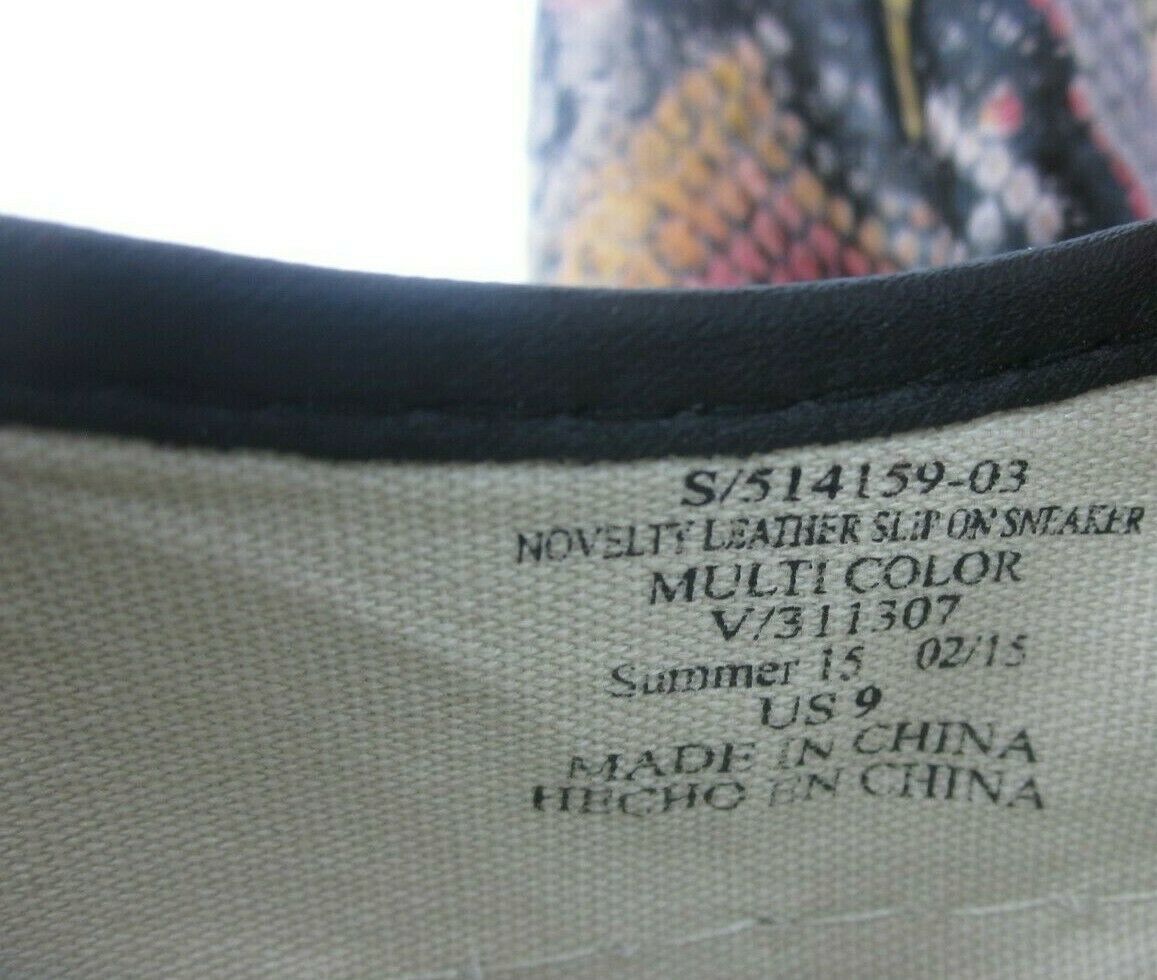 S/514159-03
NOVELTY LEATHER SLIP ON SNEAKER
MULTI COLOR
V/311307
Summer 15 02/15
US 9
MADE IN CHINA
HECHO EN CHINA